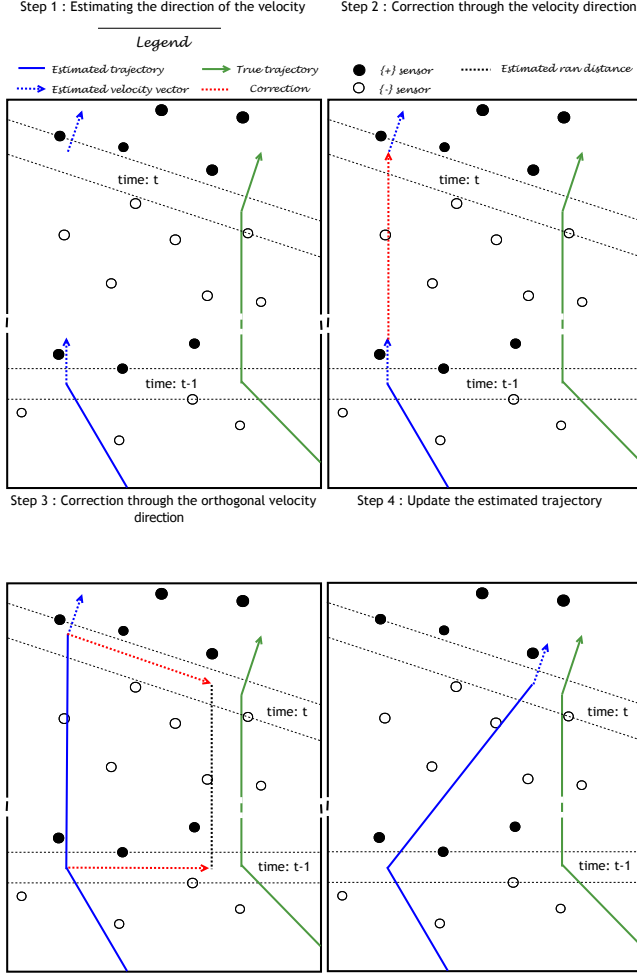 Step 1 : Estimating the direction of the velocity
Step 2 : Correction through the velocity direction
Legend
Estimated trajectory
True trajectory
{+} sensor
Estimated ran distance
Estimated velocity vector
Correction
{-} sensor
time: t
time: t-1
time: t
time: t-1
Step 3 : Correction through the orthogonal velocity
direction
Step 4 : Update the estimated trajectory
time: t
time: t-1
time: t
time: t-1